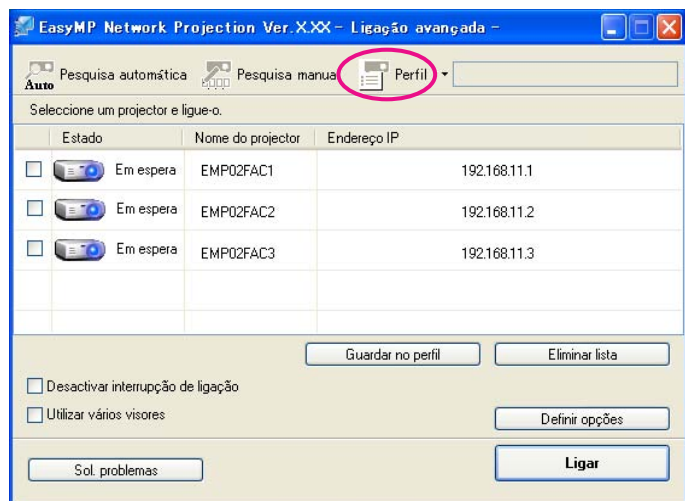 EasyMP Network Projection Ver.X.XX - Ligação avançada -
Auto Pesquisa automática Pesquisa manual Perfil
Seleccione um projector e ligue-o.
Estado Nome do projector Endereço IP
Em espera EMP02FAC1 192.168.11.1
Em espera EMP02FAC2 192.168.11.2
Em espera EMP02FAC3 192.168.11.3
Guardar no perfil Eliminar lista
Desactivar interrupção de ligação
Utilizar vários visores
Definir opções
Sol. problemas Ligar